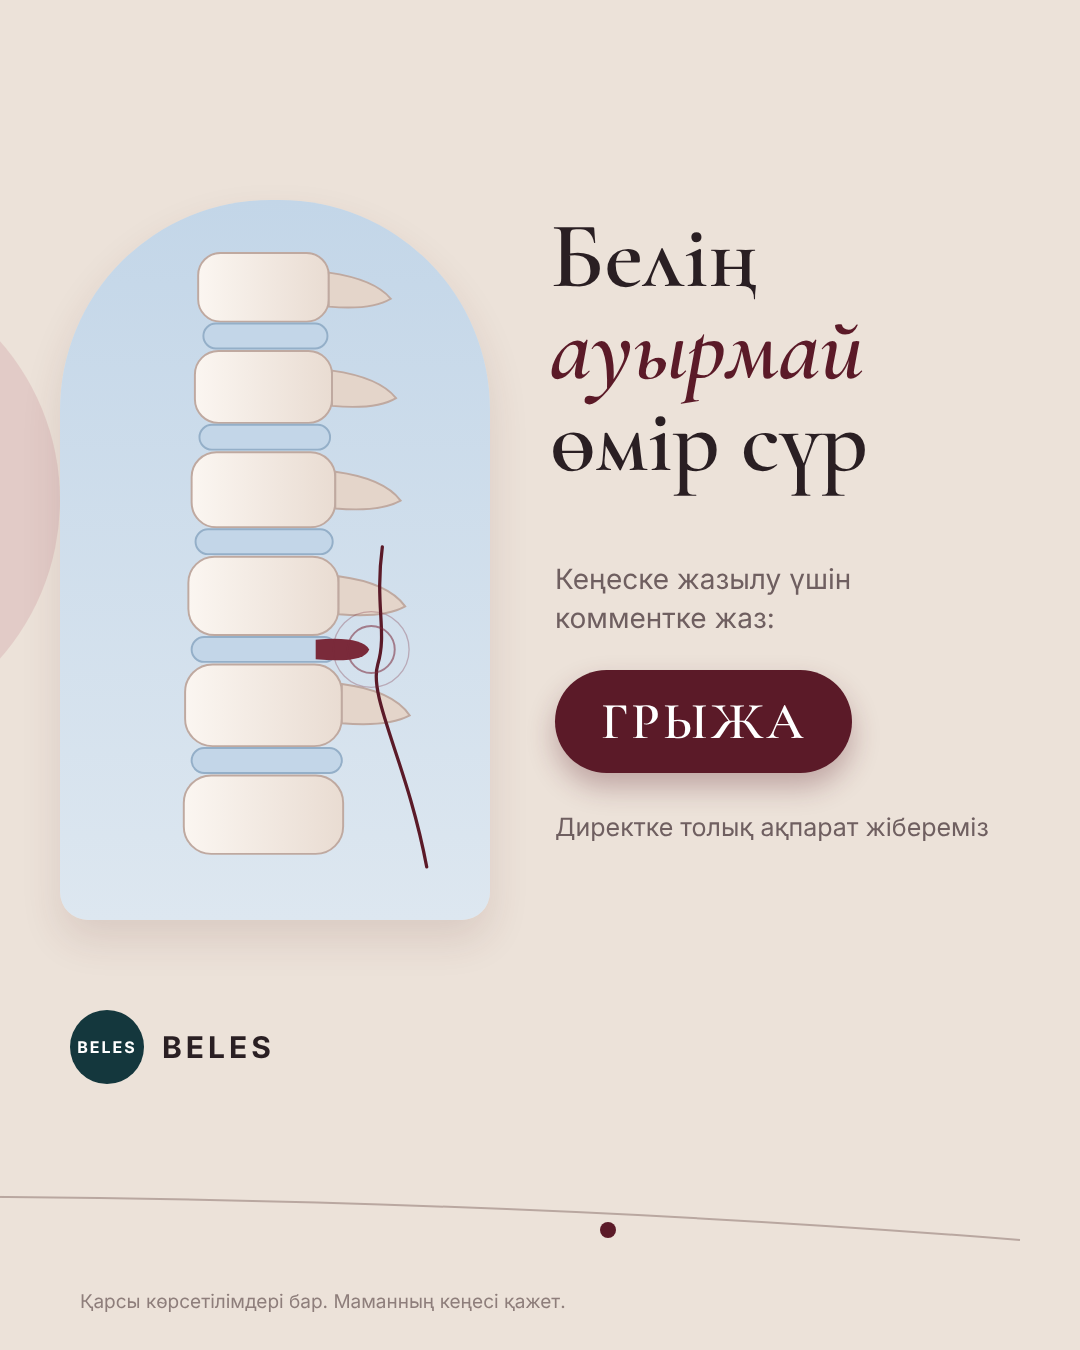 Белің
ауырмай
өмір сүр
Кеңеске жазылу үшін
комментке жаз:
ГРЫЖА
Директке толық ақпарат жібереміз
BELES
BELES
Қарсы көрсетілімдері бар. Маманның кеңесі қажет.